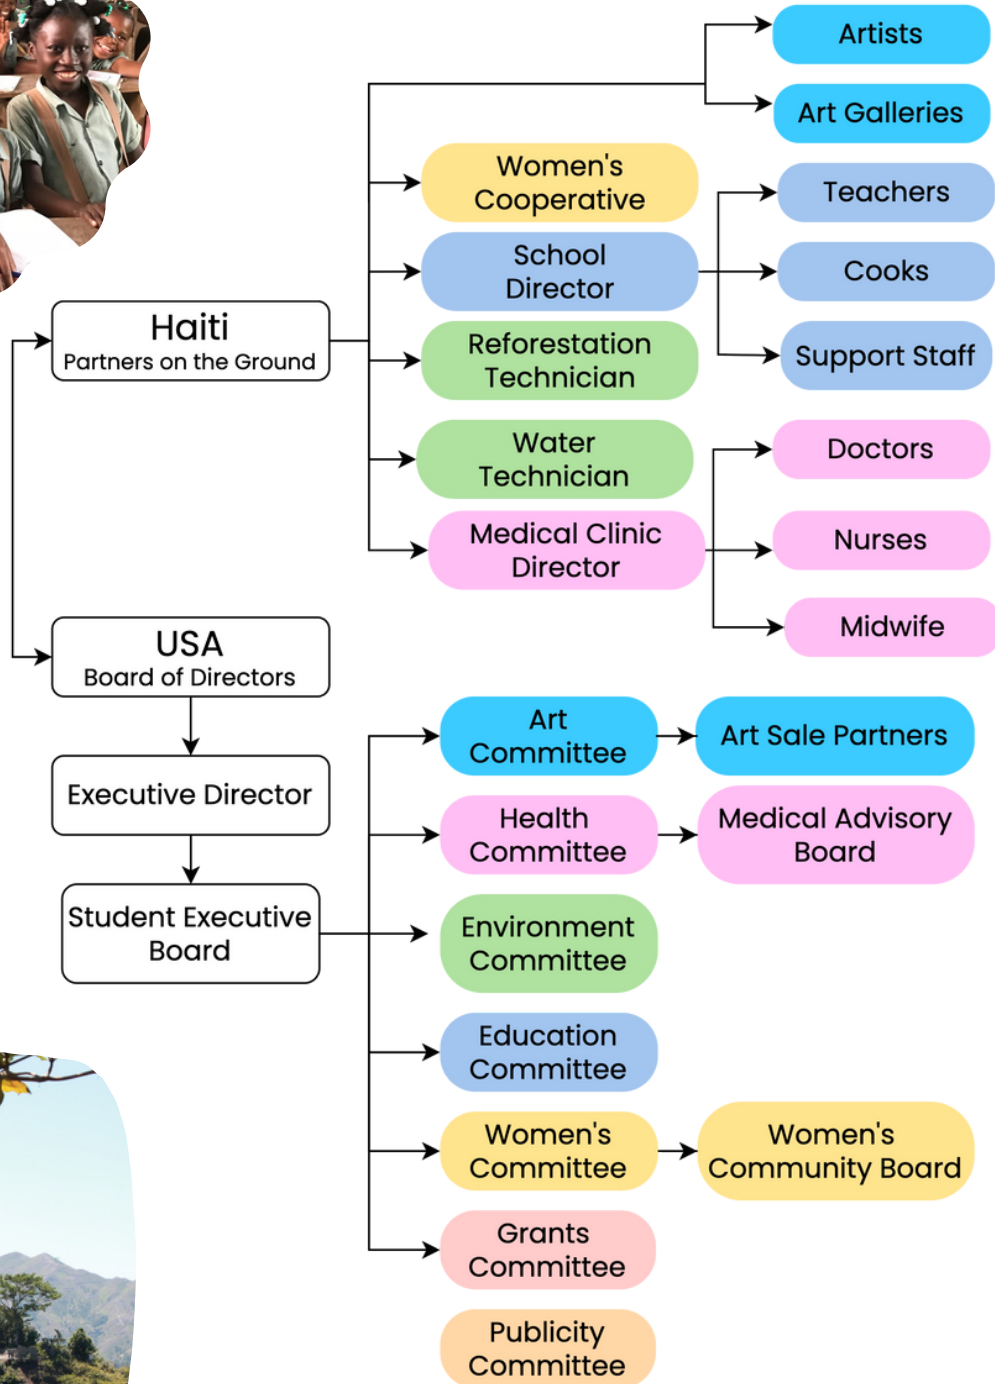 Artists
Art Galleries
Women's
Cooperative
Teachers
School
Director
Cooks
Haiti
Partners on the Ground
Reforestation
Technician
Support Staff
Water
Technician
Doctors
Medical Clinic
Director
Nurses
Midwife
USA
Board of Directors
Art
Committee
Art Sale Partners
Executive Director
Health
Committee
Medical Advisory
Board
Student Executive
Board
Environment
Committee
Education
Committee
Women's
Committee
Women's
Community Board
Grants
Committee
Publicity
Committee